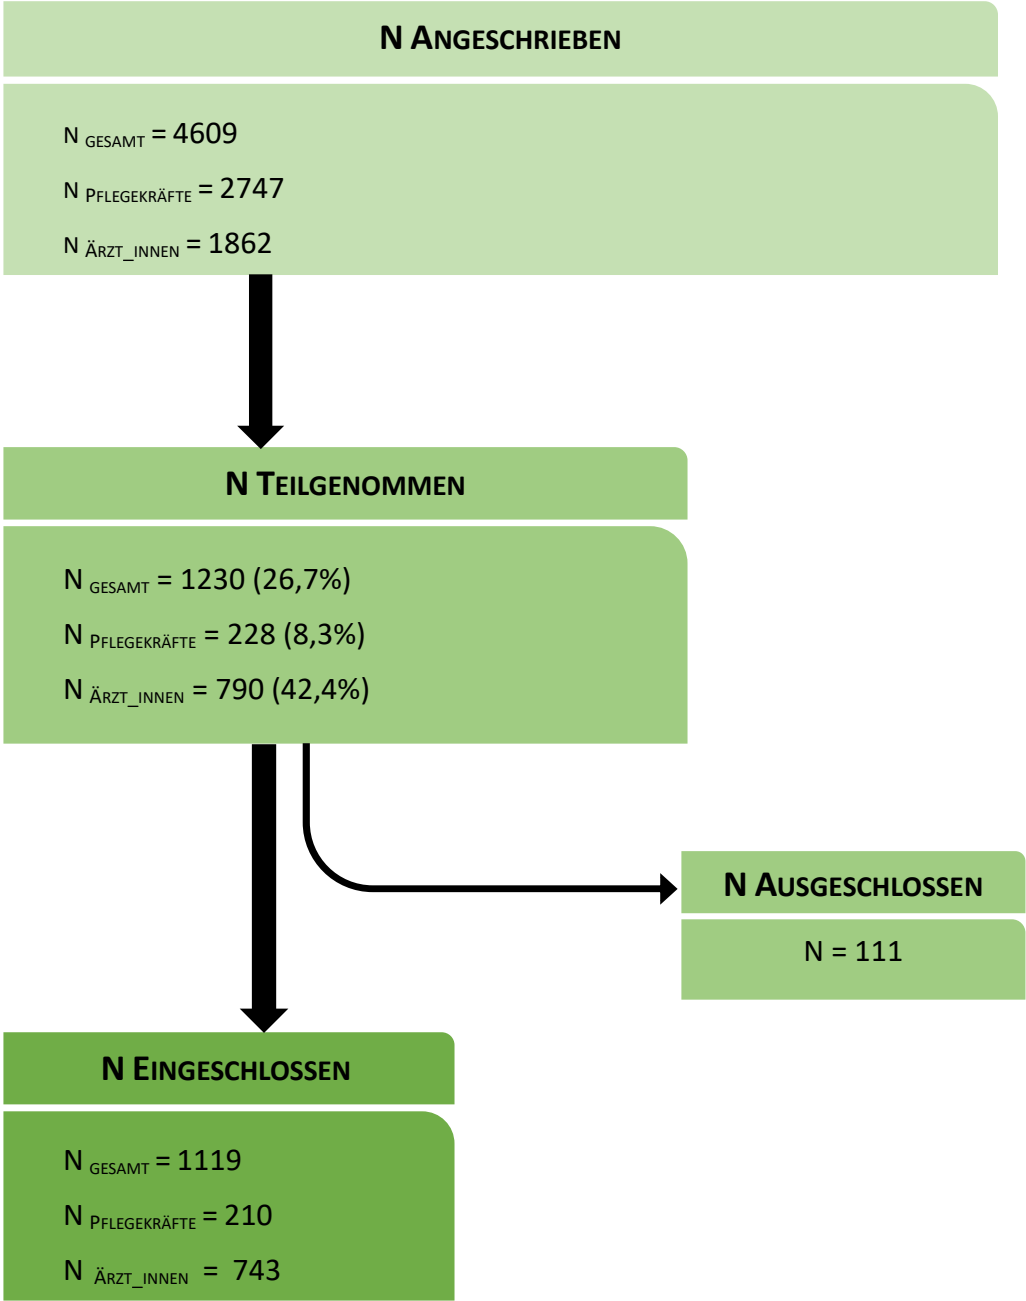 N ANGESCHRIEBEN
N GESAMT = 4609
N PFLEGEKRÄFTE = 2747
N ÄRZT_INNEN = 1862
N TEILGENOMMEN
N GESAMT = 1230 (26,7%)
N PFLEGEKRÄFTE = 228 (8,3%)
N ÄRZT_INNEN = 790 (42,4%)
N AUSGESCHLOSSEN
N = 111
N EINGESCHLOSSEN
N GESAMT = 1119
N PFLEGEKRÄFTE = 210
N ÄRZT_INNEN = 743